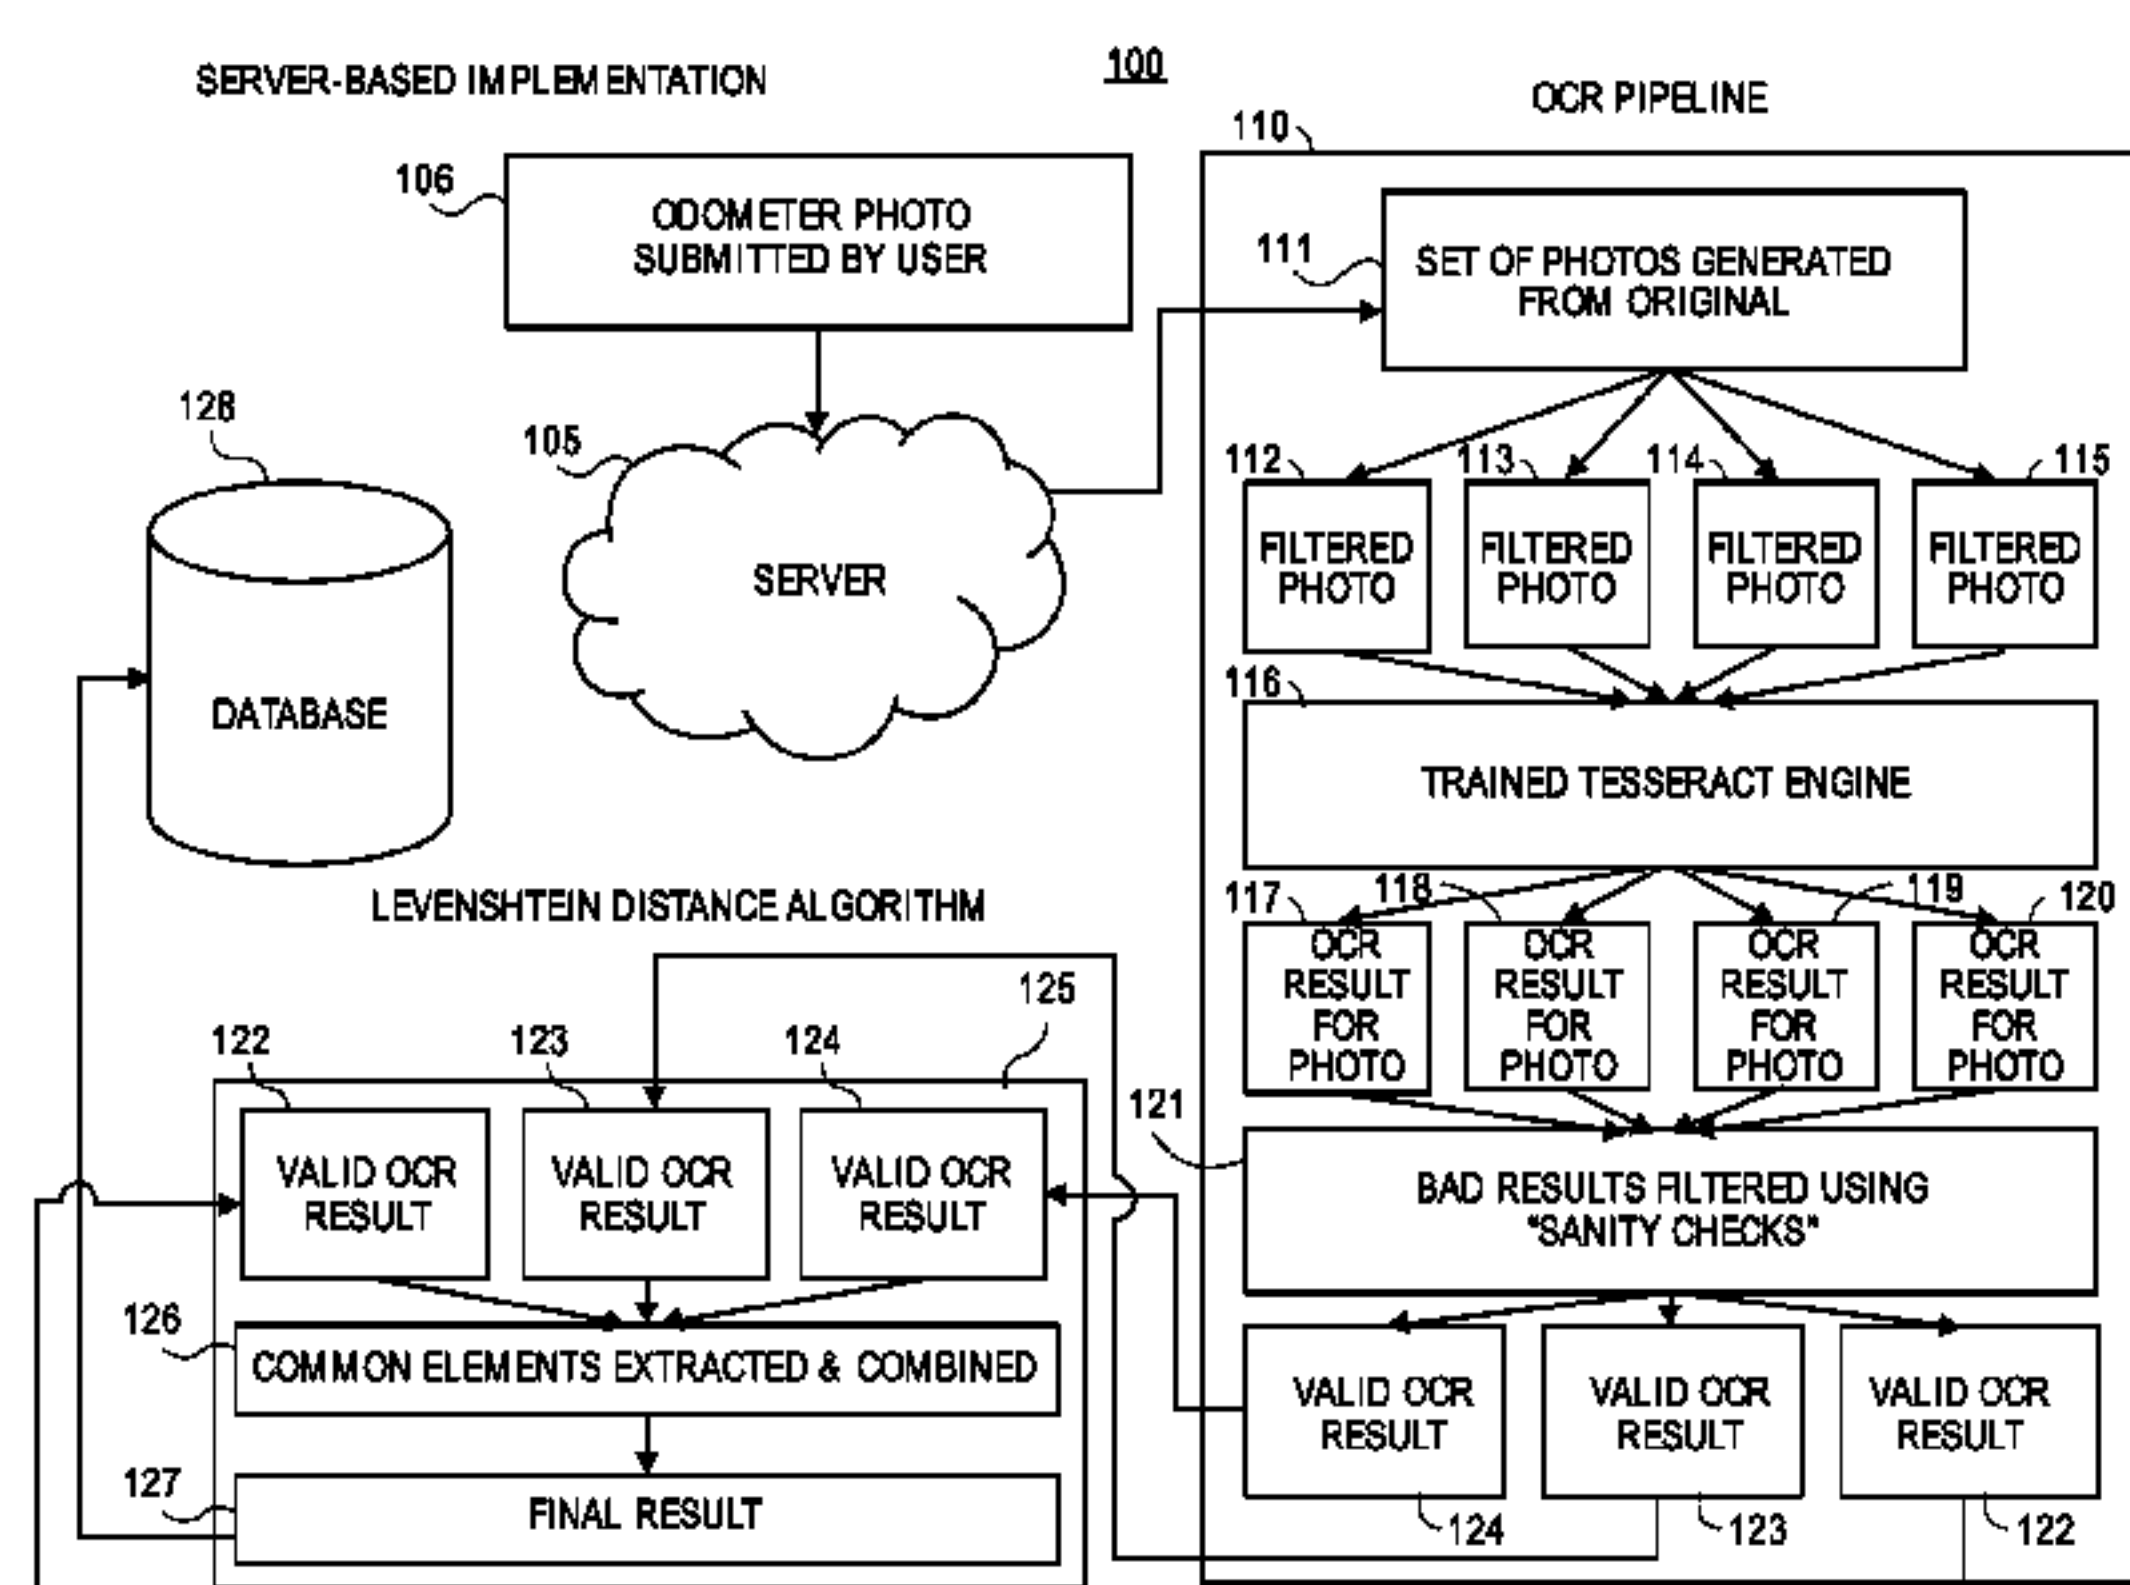 SERVER-BASED IMPLEMENTATION
100
OCR PIPELINE
110
106
ODOMETER PHOTO
SUBMITTED BY USER
111
SET OF PHOTOS GENERATED
FROM ORIGINAL
128
105
SERVER
DATABASE
112
113
114
115
FILTERED
PHOTO
FILTERED
PHOTO
FILTERED
PHOTO
FILTERED
PHOTO
116
TRAINED TESSERACT ENGINE
117
118
119
120
OCR
RESULT
FOR
PHOTO
OCR
RESULT
FOR
PHOTO
OCR
RESULT
FOR
PHOTO
OCR
RESULT
FOR
PHOTO
121
BAD RESULTS FILTERED USING
"SANITY CHECKS"
VALID OCR
RESULT
VALID OCR
RESULT
VALID OCR
RESULT
124
123
122
LEVENSHTEIN DISTANCE ALGORITHM
125
122
123
124
VALID OCR
RESULT
VALID OCR
RESULT
VALID OCR
RESULT
126
COMMON ELEMENTS EXTRACTED & COMBINED
127
FINAL RESULT